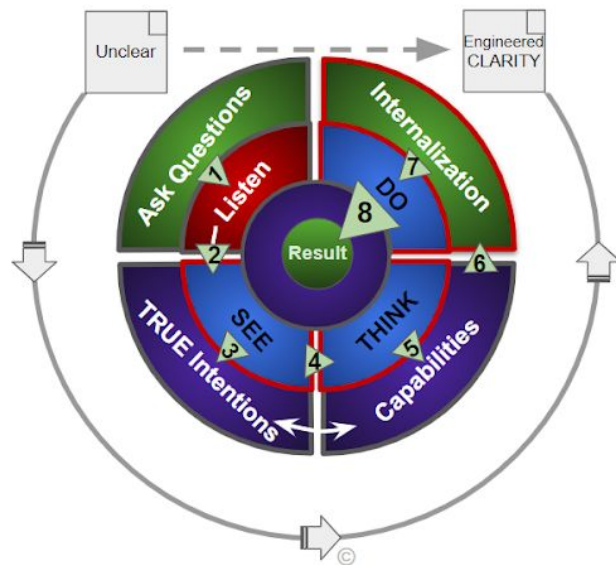 Unclear
Engineered
CLARITY
Ask Questions
1
Listen
2
TRUE Intentions
3
SEE
4
THINK
5
Capabilities
6
Internalization
7
DO
8
Result
©